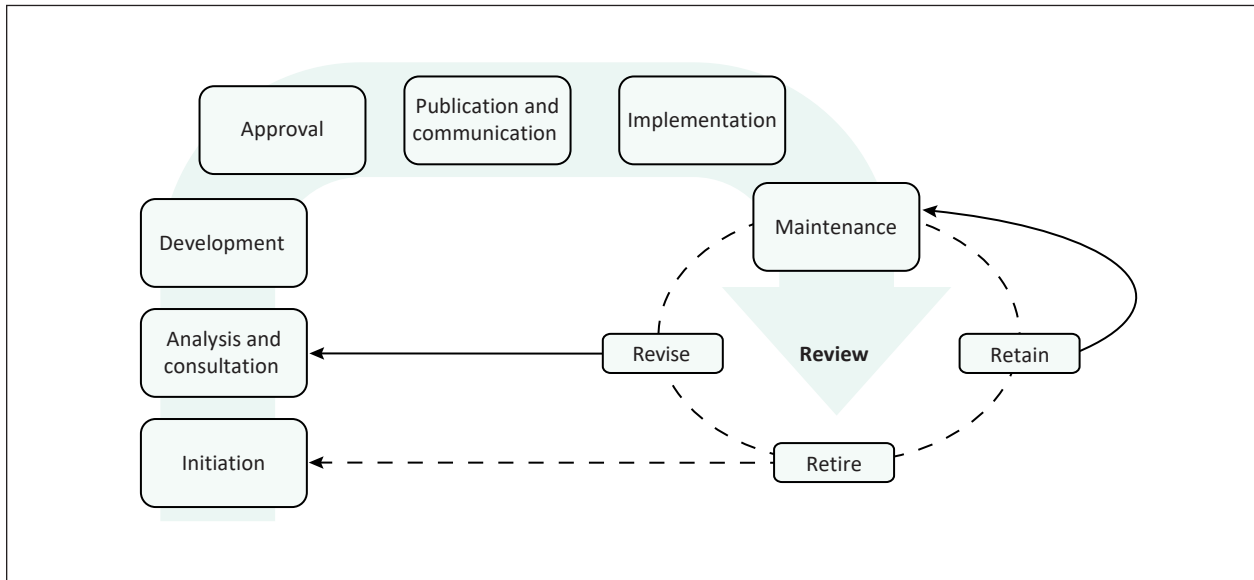 Approval
Publication and
communication
Implementation
Development
Maintenance
Analysis and
consultation
Revise
Review
Retain
Initiation
Retire